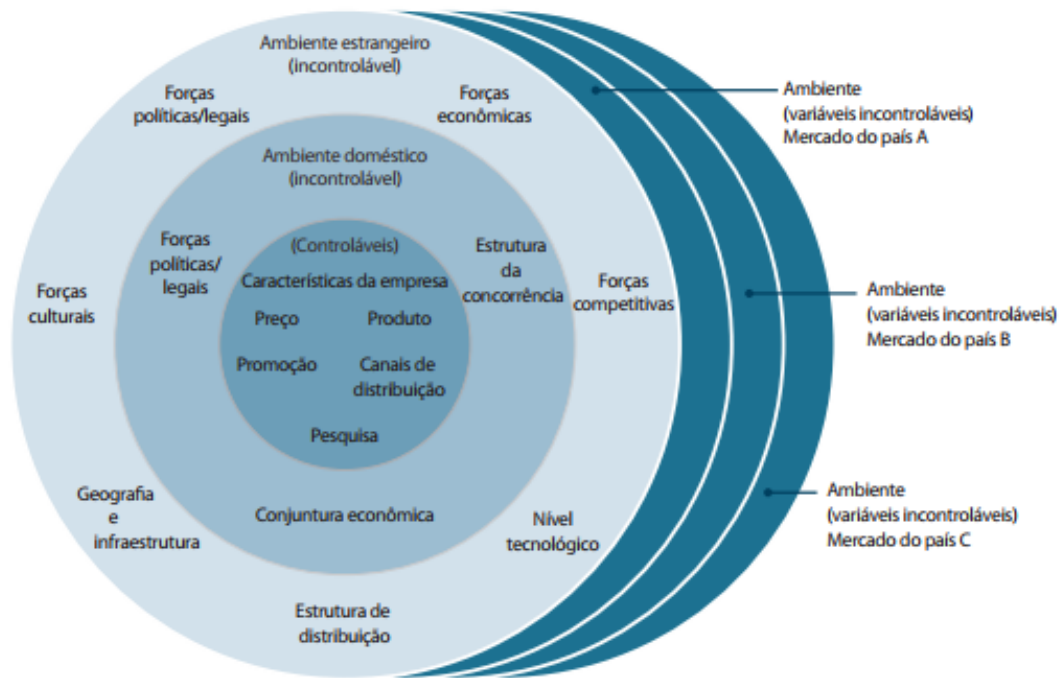 Ambiente estrangeiro
(incontrolável)
Forças
políticas/legais
Forças
econômicas
Ambiente doméstico
(incontrolável)
Forças
políticas/
legais
(Controláveis)
Características da empresa
Preço
Produto
Promoção
Canais de
distribuição
Pesquisa
Estrutura
da
concorrência
Forças
culturais
Forças
competitivas
Geografia
e
infraestrutura
Conjuntura econômica
Nível
tecnológico
Estrutura de
distribuição
Ambiente
(variáveis incontroláveis)
Mercado do país A
Ambiente
(variáveis incontroláveis)
Mercado do país B
Ambiente
(variáveis incontroláveis)
Mercado do país C